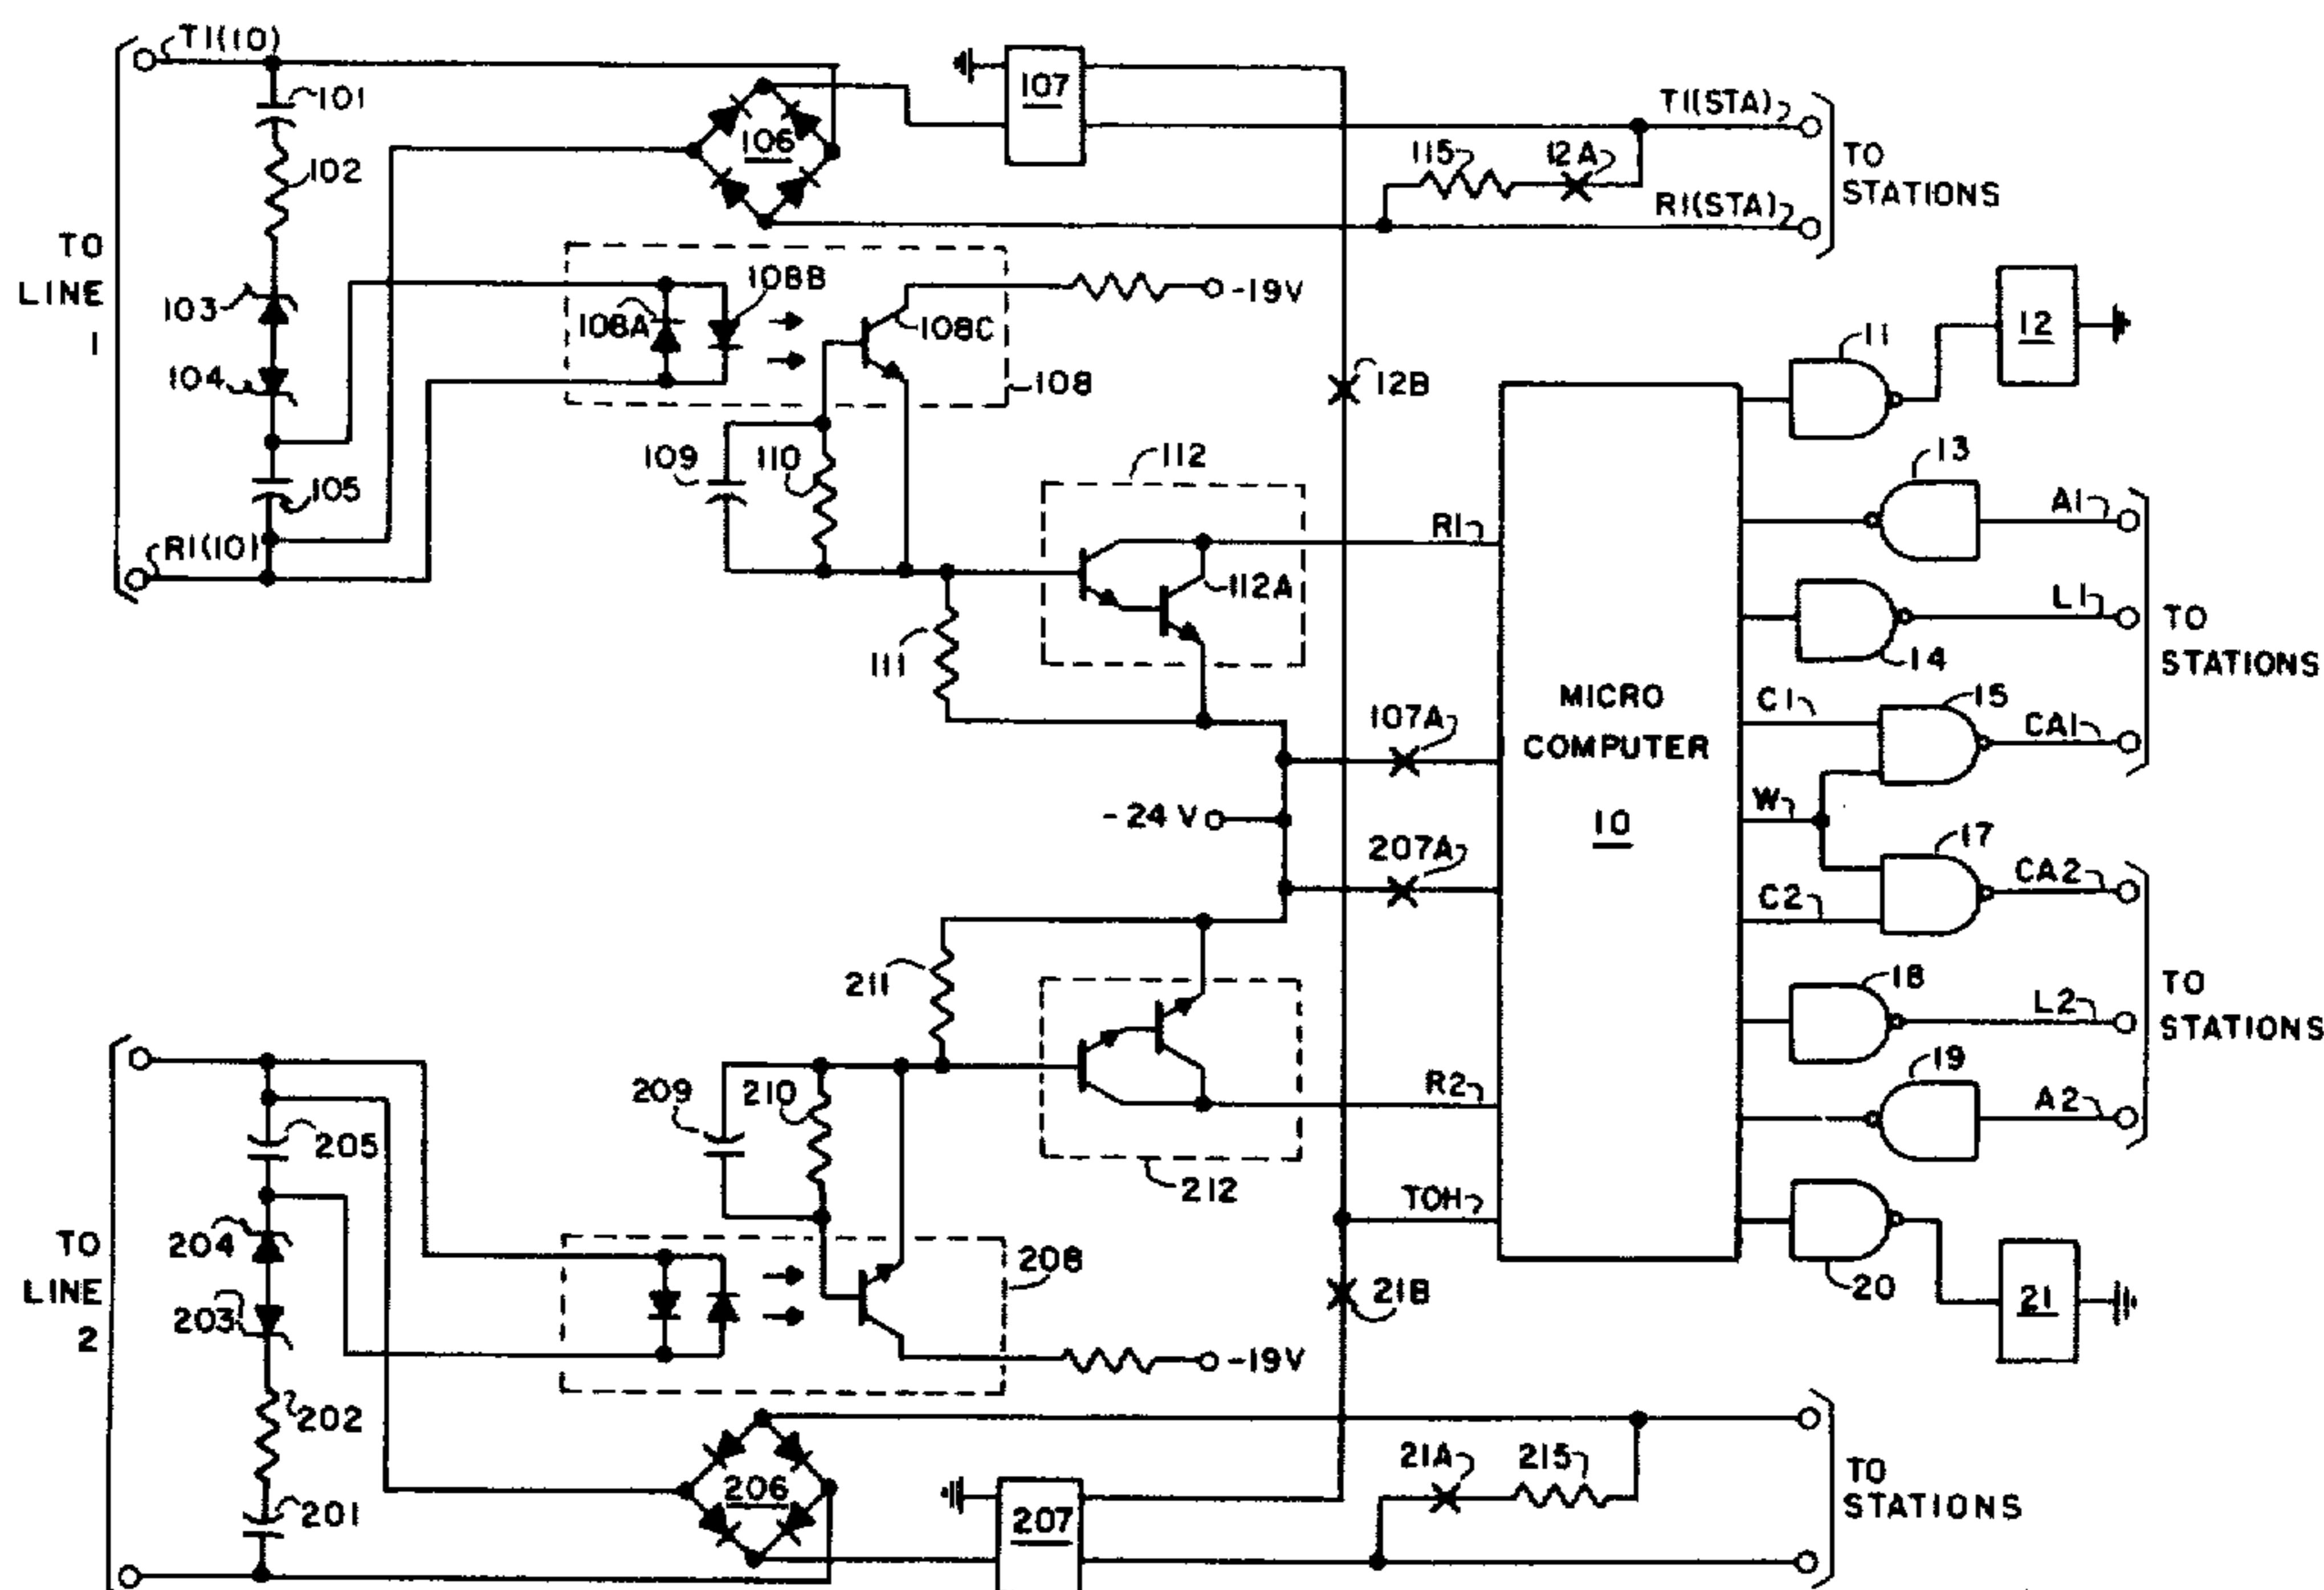 T1(10)
101
102
103
104
105
R1(10)
TO
LINE
1
106
107
T1(STA)
115
12A
R1(STA)
TO
STATIONS
108A
108B
108C
-19V
108
109
110
111
112
112A
R1
12B
107A
-24 V
207A
MICRO
COMPUTER
10
11
12
13
A1
14
L1
TO
STATIONS
C1
15
CA1
W
17
CA2
C2
18
L2
TO
STATIONS
19
A2
20
21
211
212
209
210
R2
TOH
21B
208
-19V
205
204
203
202
201
TO
LINE
2
206
207
21A
215
TO
STATIONS